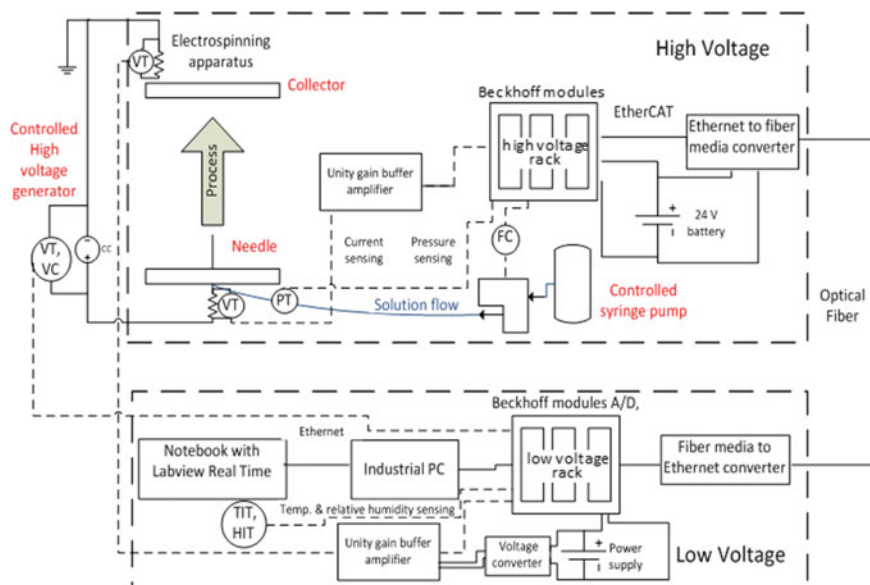 Electrospinning
apparatus
High Voltage
VT
Collector
Beckhoff modules
EtherCAT
Controlled
High
voltage
generator
Process
high voltage
rack
Ethernet to fiber
media converter
Unity gain buffer
amplifier
+
24 V
battery
VT,
VC
-
+
CC
Needle
Current
sensing
Pressure
sensing
FC
VT
PT
Solution flow
Controlled
syringe pump
Optical
Fiber
Beckhoff modules A/D,
Ethernet
Notebook with
Labview Real Time
Industrial PC
low voltage
rack
Fiber media to
Ethernet converter
TIT,
HIT
Temp. & relative humidity sensing
Unity gain buffer
amplifier
Voltage
converter
+
Power
supply
Low Voltage